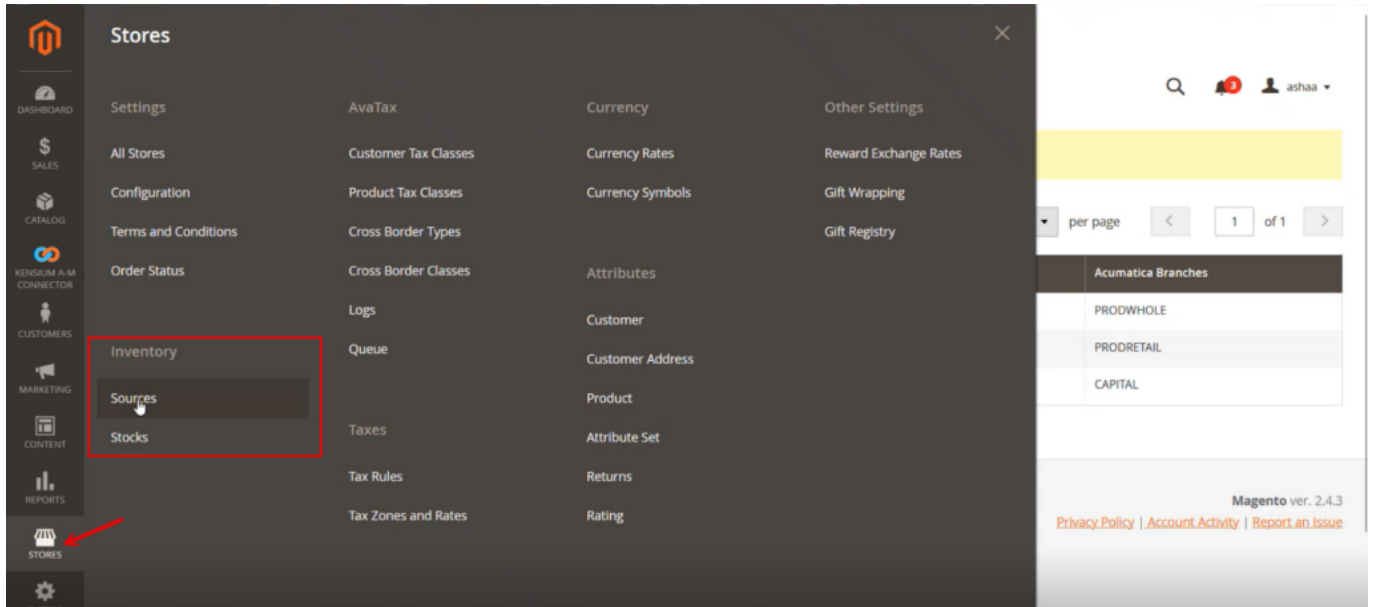 Stores
DASHBOARD
SALES
CATALOG
KENSIUM A-M
CONNECTOR
CUSTOMERS
MARKETING
CONTENT
REPORTS
STORES
Settings
All Stores
Configuration
Terms and Conditions
Order Status
Inventory
Sources
Stocks
AvaTax
Customer Tax Classes
Product Tax Classes
Cross Border Types
Cross Border Classes
Logs
Queue
Taxes
Tax Rules
Tax Zones and Rates
Currency
Currency Rates
Currency Symbols
Attributes
Customer
Customer Address
Product
Attribute Set
Returns
Rating
Other Settings
Reward Exchange Rates
Gift Wrapping
Gift Registry
3 ashaa
per page 1 of 1
Acumatica Branches
PRODWHOLE
PRODRETAIL
CAPITAL
Magento ver. 2.4.3
Privacy Policy | Account Activity | Report an Issue